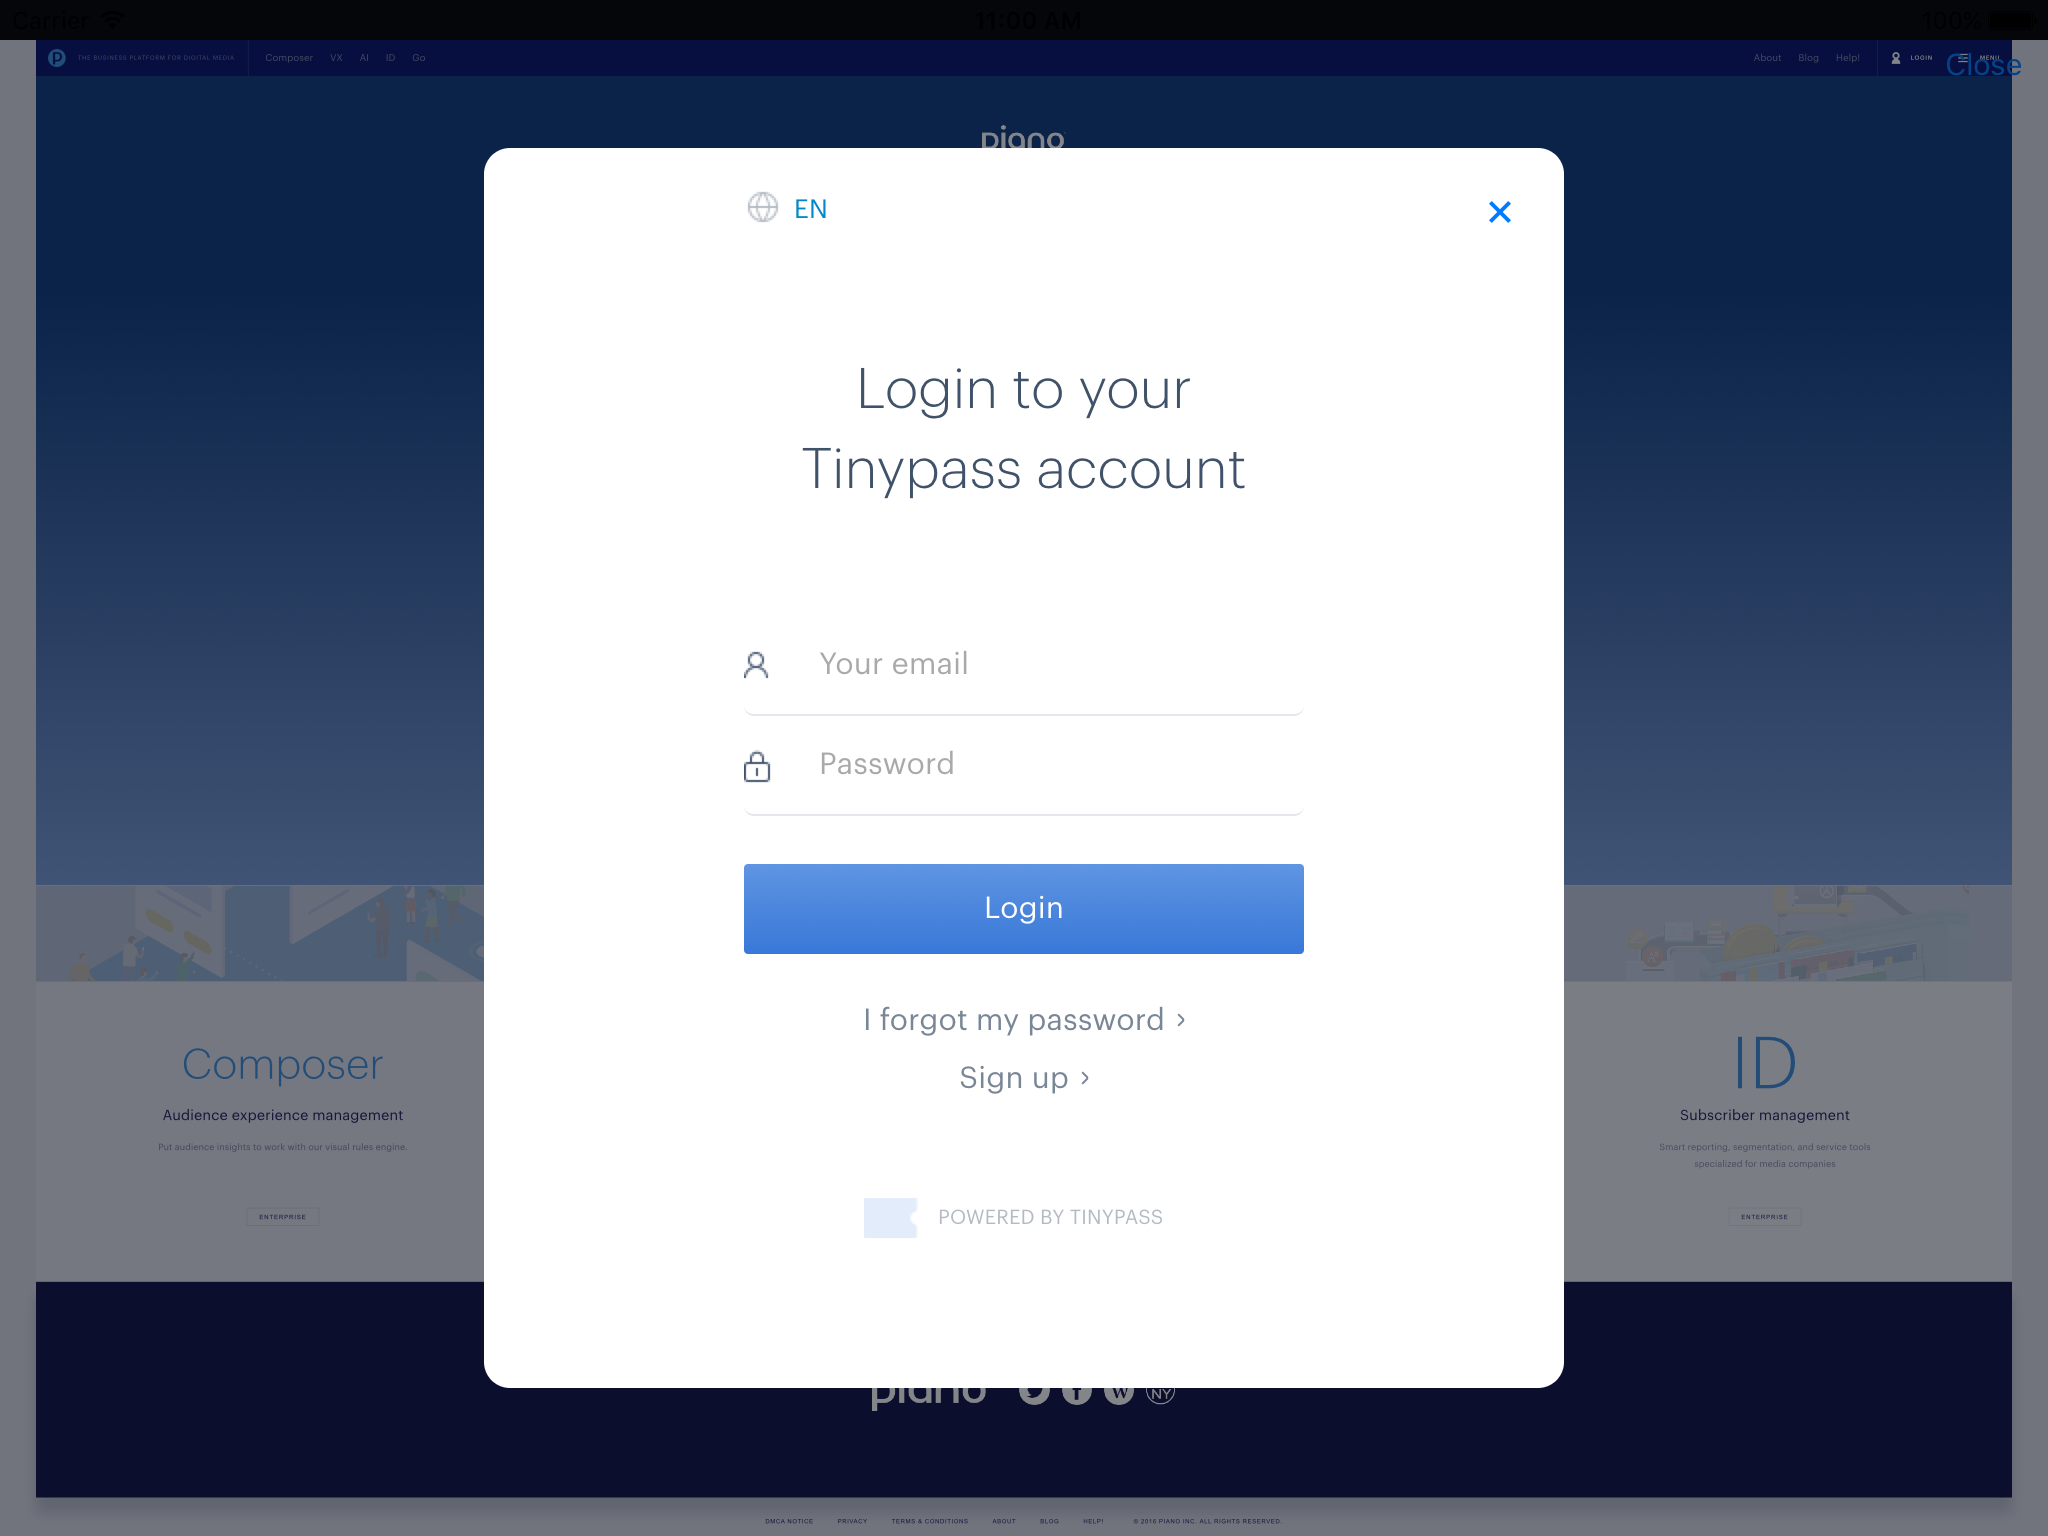 Carrier 11:00 AM 100%
THE BUSINESS PLATFORM FOR DIGITAL MEDIA Composer VX AI ID Go About Blog Help! LOGIN MENU
Close
piano
EN
Login to your
Tinypass account
Your email
Password
Login
I forgot my password ›
Sign up ›
POWERED BY TINYPASS
Composer
Audience experience management
Put audience insights to work with our visual rules engine.
ENTERPRISE
ID
Subscriber management
Smart reporting, segmentation, and service tools
specialized for media companies
ENTERPRISE
piano NY
DMCA NOTICE PRIVACY TERMS & CONDITIONS ABOUT BLOG HELP! © 2016 PIANO INC. ALL RIGHTS RESERVED.